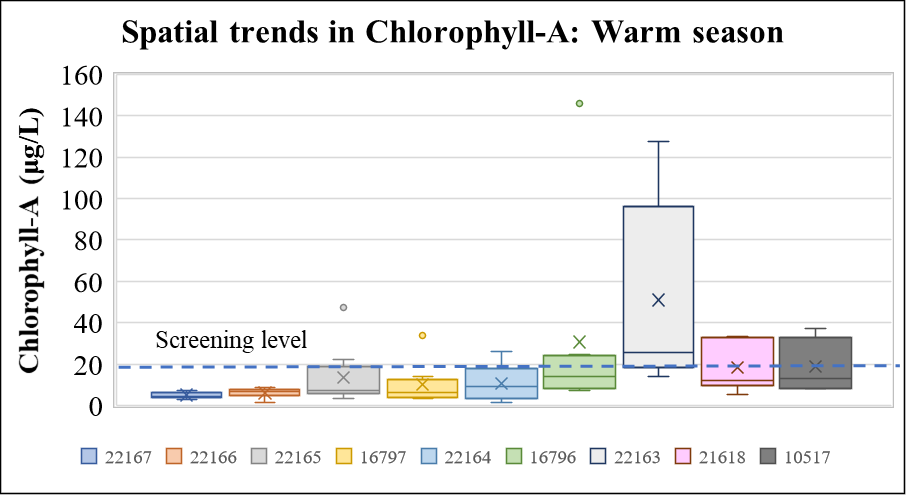 Spatial trends in Chlorophyll-A: Warm season
Chlorophyll-A (µg/L)
160
140
120
100
80
60
40
20
0
Screening level
22167 22166 22165 16797 22164 16796 22163 21618 10517